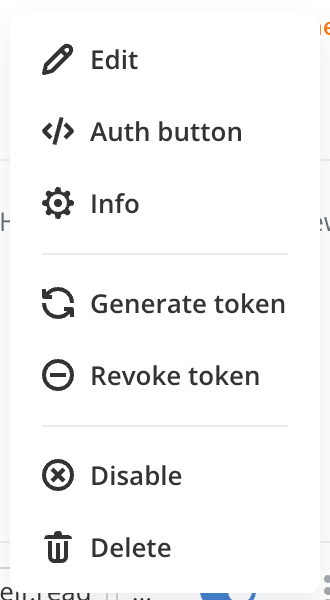 Edit
Auth button
Info
Generate token
Revoke token
Disable
Delete
...